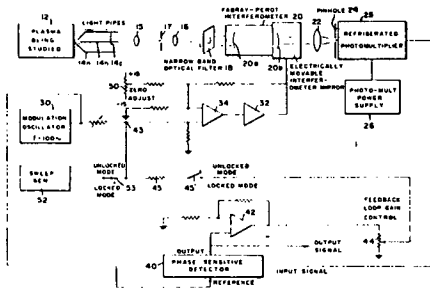 12
PLASMA
BEING
STUDIED
LIGHT PIPES
14a 14b 14c
15
17
16
NARROW BAND
OPTICAL FILTER 18
FABRAY-PEROT
INTERFEROMETER
20
20a
20b
22
PINHOLE
24
28
REFRIGERATED
PHOTOMULTIPLIER
ELECTRICALLY
MOVABLE
INTERFER-
OMETER MIRROR
PHOTO-MULT
POWER
SUPPLY
26
50
ZERO
ADJUST
30
MODULATION
OSCILLATOR
43
34
32
SWEEP
GEN
52
UNLOCKED
MODE
LOCKED
MODE
53
45
45'
UNLOCKED
MODE
LOCKED MODE
42
FEEDBACK
LOOP GAIN
CONTROL
44
OUTPUT
OUTPUT
SIGNAL
40
PHASE SENSITIVE
DETECTOR
INPUT SIGNAL
REFERENCE